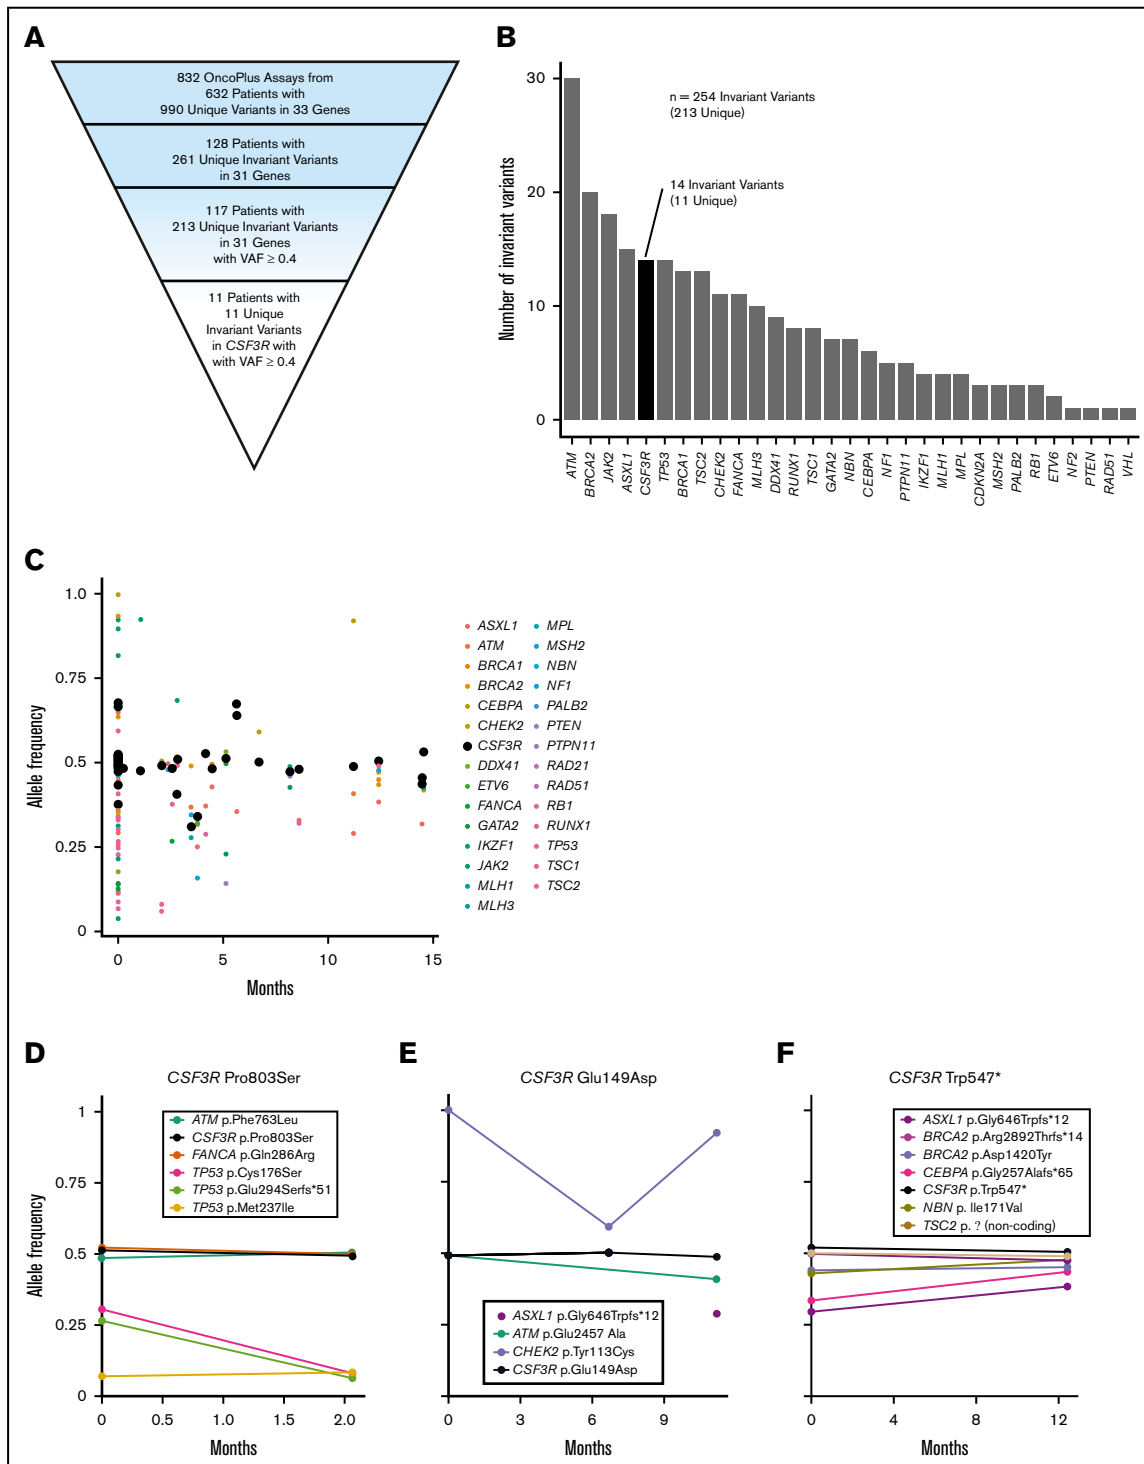 A
832 OncoPlus Assays from
632 Patients with
990 Unique Variants in 33 Genes
128 Patients with
261 Unique Invariant Variants
in 31 Genes
117 Patients with
213 Unique Invariant Variants
in 31 Genes
with VAF ≥ 0.4
11 Patients with
11 Unique
Invariant Variants
in CSF3R with
with VAF ≥ 0.4
B
Number of invariant variants
30
20
10
0
n = 254 Invariant Variants
(213 Unique)
14 Invariant Variants
(11 Unique)
ATM
BRCA2
JAK2
ASXL1
CSF3R
TP53
BRCA1
TSC2
CHEK2
FANCA
MLH3
DDX41
RUNX1
TSC1
GATA2
NBN
CEBPA
NF1
PTPN11
IKZF1
MLH1
MPL
CDKN2A
MSH2
PALB2
RB1
ETV6
NF2
PTEN
RAD51
VHL
C
Allele frequency
1.0
0.75
0.5
0.25
0
0 5 10 15
Months
ASXL1
ATM
BRCA1
BRCA2
CEBPA
CHEK2
CSF3R
DDX41
ETV6
FANCA
GATA2
IKZF1
JAK2
MLH1
MLH3
MPL
MSH2
NBN
NF1
PALB2
PTEN
PTPN11
RAD21
RAD51
RB1
RUNX1
TP53
TSC1
TSC2
D
CSF3R Pro803Ser
Allele frequency
1
0.75
0.5
0.25
0
ATM p.Phe763Leu
CSF3R p.Pro803Ser
FANCA p.Gln286Arg
TP53 p.Cys176Ser
TP53 p.Glu294Serfs*51
TP53 p.Met237Ile
0 0.5 1.0 1.5 2.0
Months
E
CSF3R Glu149Asp
ASXL1 p.Gly646Trpfs*12
ATM p.Glu2457 Ala
CHEK2 p.Tyr113Cys
CSF3R p.Glu149Asp
0 3 6 9
Months
F
CSF3R Trp547*
ASXL1 p.Gly646Trpfs*12
BRCA2 p.Arg2892Thrfs*14
BRCA2 p.Asp1420Tyr
CEBPA p.Gly257Alafs*65
CSF3R p.Trp547*
NBN p. Ile171Val
TSC2 p. ? (non-coding)
0 4 8 12
Months